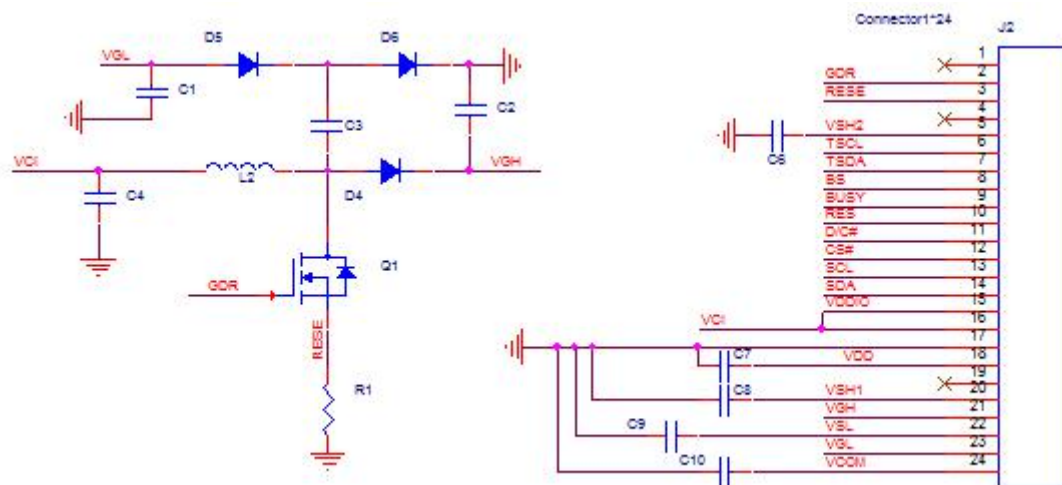 Connector1*24
J2
D5
D6
VGL
C1
C2
C3
VCI
L2
D4
VGH
C4
Q1
GDR
RESE
R1
1
2
GDR
3
RESE
4
5
VSH2
C6
6
TSCL
7
TSDA
8
BS
9
BUSY
10
RES
11
D/C#
12
CS#
13
SCL
14
SDA
15
VDDIO
16
VCI
17
18
C7
VDD
19
20
C8
VSH1
21
VGH
22
C9
VSL
23
VGL
24
C10
VCOM